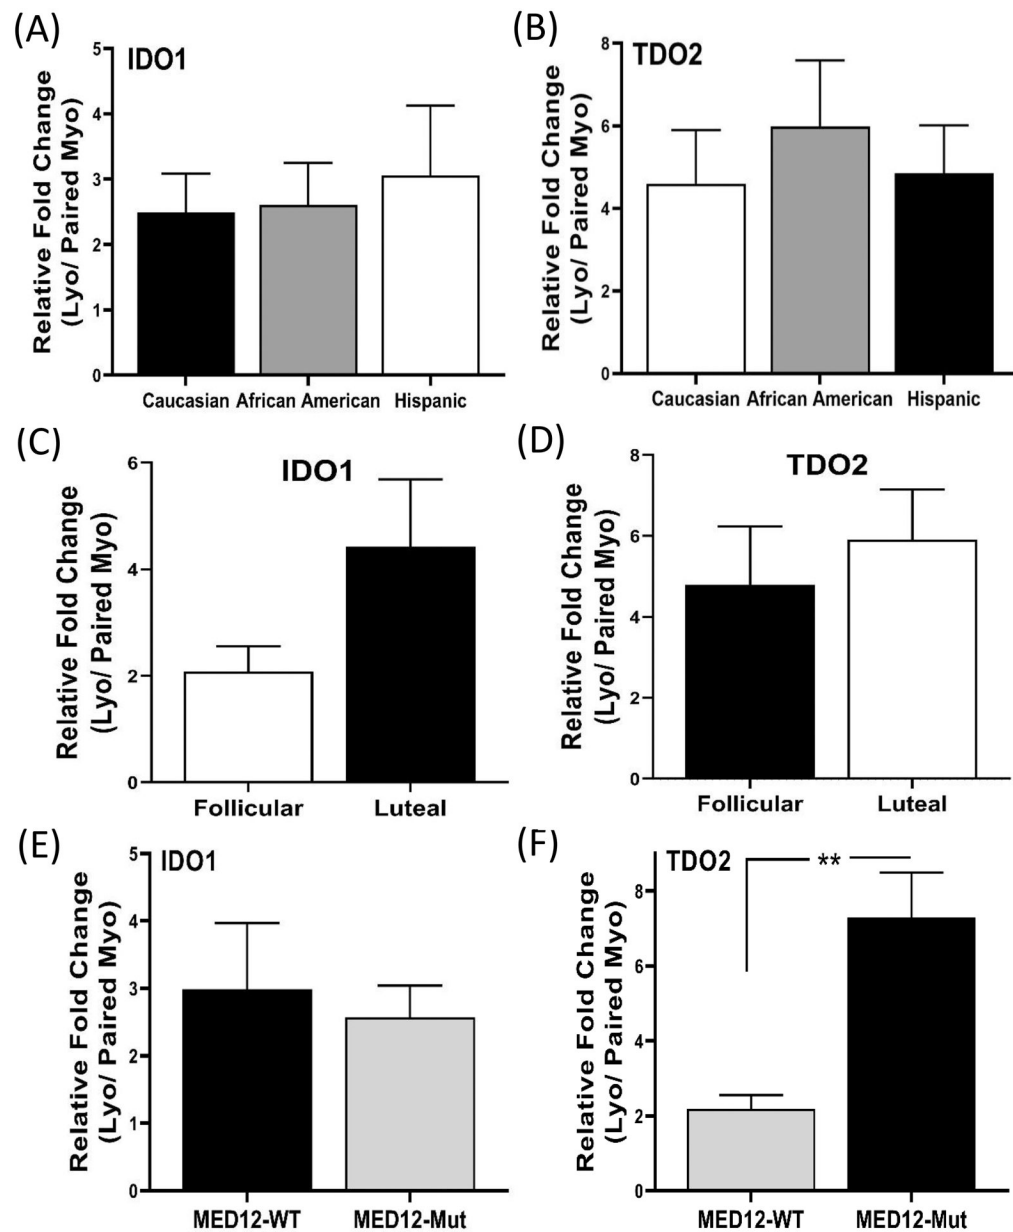 (A)
IDO1
Relative Fold Change
(Lyo/ Paired Myo)
5
4
3
2
1
0
Caucasian African American Hispanic
(B)
TDO2
Relative Fold Change
(Lyo/ Paired Myo)
8
6
4
2
0
Caucasian African American Hispanic
(C)
IDO1
Relative Fold Change
(Lyo/ Paired Myo)
6
4
2
0
Follicular Luteal
(D)
TDO2
Relative Fold Change
(Lyo/ Paired Myo)
8
6
4
2
0
Follicular Luteal
(E)
IDO1
Relative Fold Change
(Lyo/ Paired Myo)
5
4
3
2
1
0
MED12-WT MED12-Mut
(F)
TDO2
**
Relative Fold Change
(Lyo/ Paired Myo)
8
6
4
2
0
MED12-WT MED12-Mut